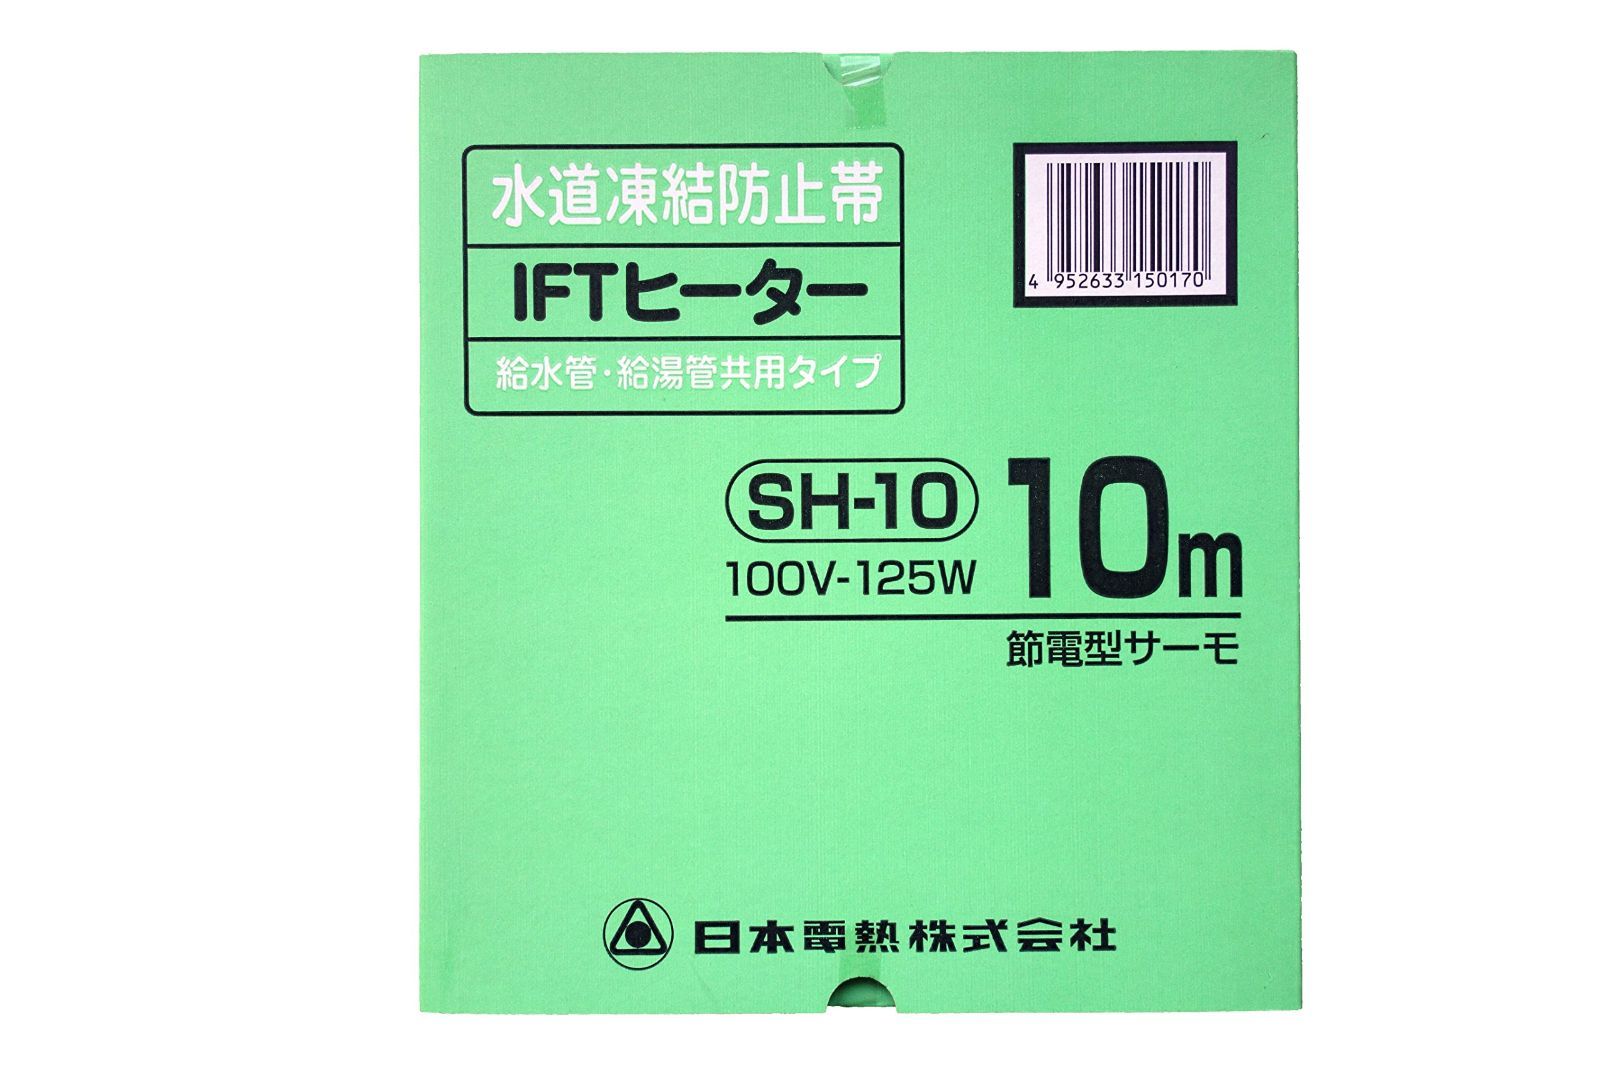 水道凍結防止帯
IFTヒーター
給水管・給湯管共用タイプ
4 952633 150170
SH-10
10m
100V-125W
節電型サーモ
日本電熱株式会社